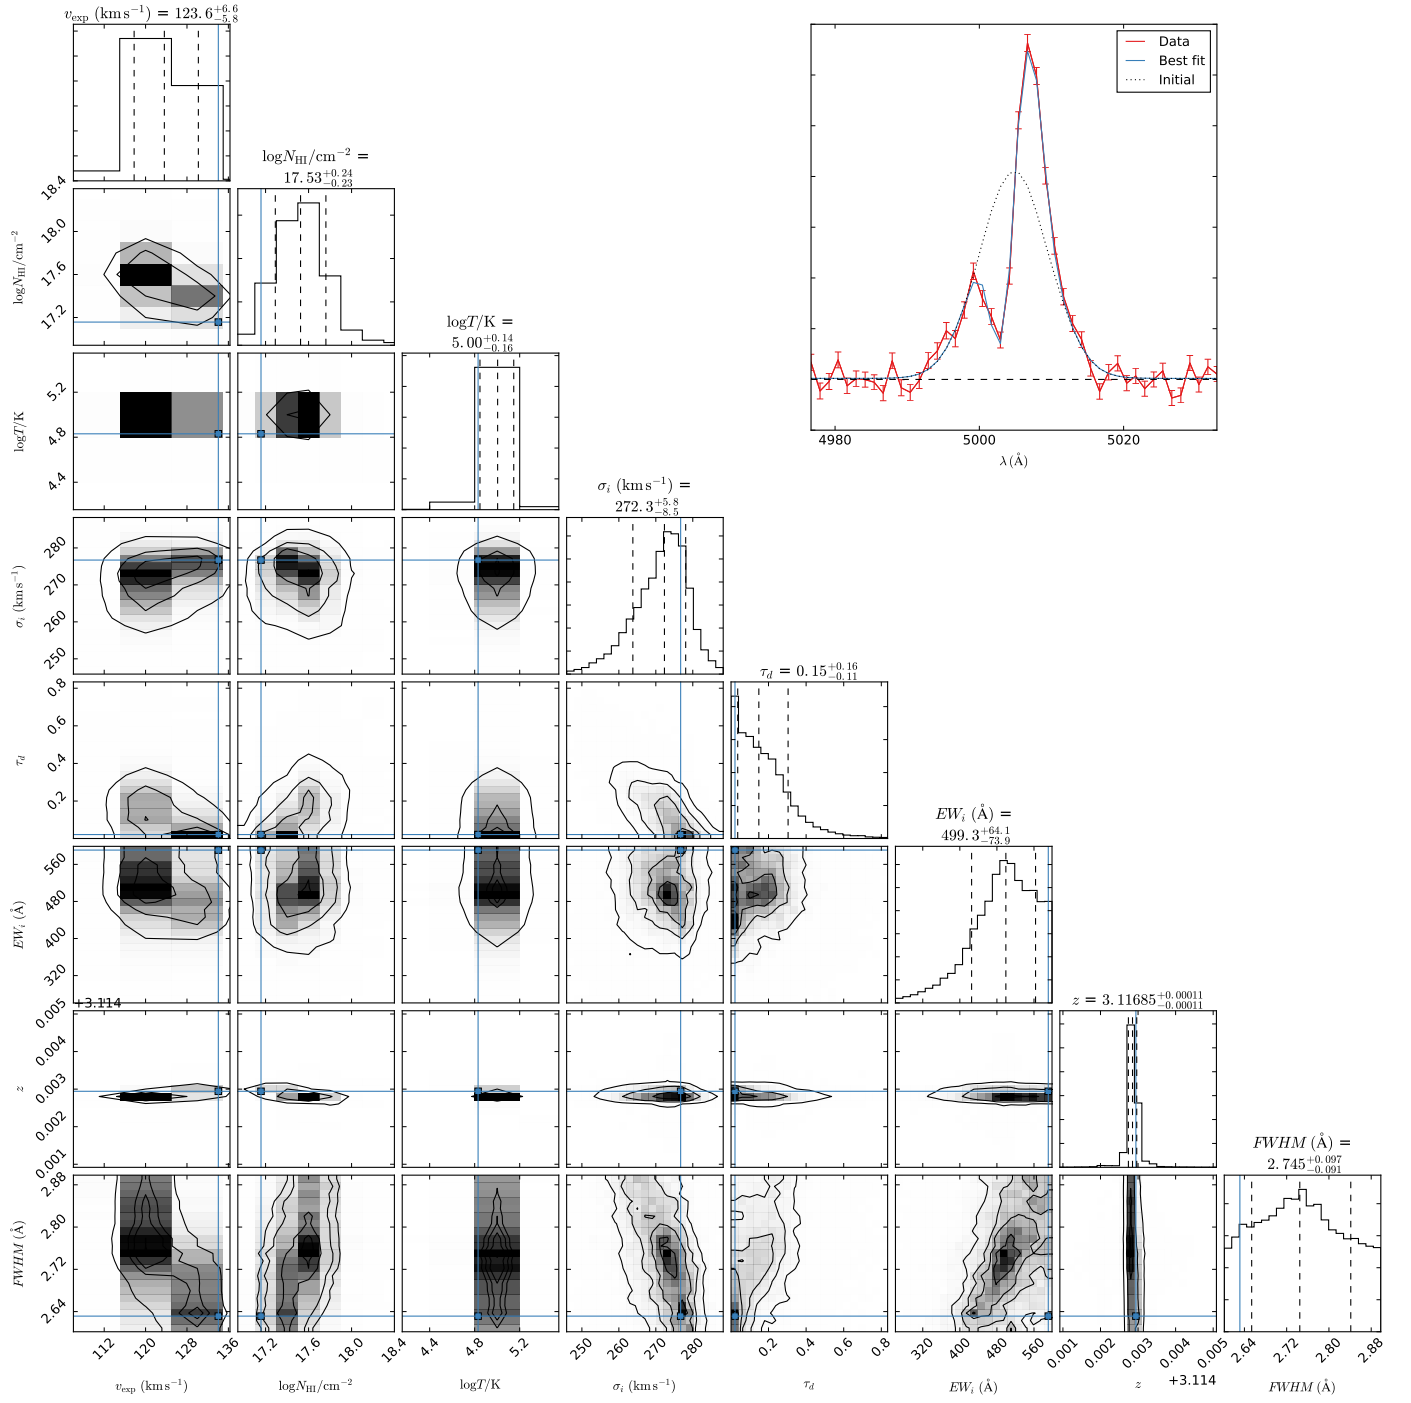 v_exp (km s⁻¹) = 123.6 +6.6 −5.8
Data
Best fit
Initial
4980 5000 5020
λ (Å)
logN_HI/cm⁻² =
17.53 +0.24 −0.23
18.4
18.0
17.6
17.2
logN_HI/cm⁻²
logT/K =
5.00 +0.14 −0.16
5.2
4.8
4.4
logT/K
σ_i (km s⁻¹) =
272.3 +5.8 −8.5
280
270
260
250
σ_i (km s⁻¹)
τ_d = 0.15 +0.16 −0.11
0.8
0.6
0.4
0.2
τ_d
EW_i (Å) =
499.3 +64.1 −73.9
560
480
400
320
EW_i (Å)
+3.114
z = 3.11685 +0.00011 −0.00011
0.005
0.004
0.003
0.002
0.001
z
FWHM (Å) =
2.745 +0.097 −0.091
2.88
2.80
2.72
2.64
FWHM (Å)
112 120 128 136
17.2 17.6 18.0 18.4
4.4 4.8 5.2
250 260 270 280
0.2 0.4 0.6 0.8
320 400 480 560
0.001 0.002 0.003 0.004 0.005
2.64 2.72 2.80 2.88
+3.114
v_exp (km s⁻¹)
logN_HI/cm⁻²
logT/K
σ_i (km s⁻¹)
τ_d
EW_i (Å)
z
FWHM (Å)